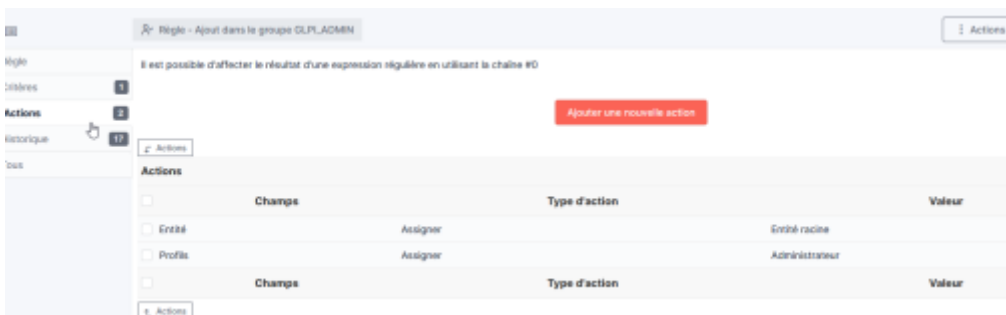 Règle - Ajout dans le groupe GLPI_ADMIN
Actions
Règle
Il est possible d'affecter le résultat d'une expression régulière en utilisant la chaîne #0
Critères 1
Actions 2
Ajouter une nouvelle action
Historique 17
Actions
Tous
Actions
Champs Type d'action Valeur
Entité Assigner Entité racine
Profils Assigner Administrateur
Champs Type d'action Valeur
Actions